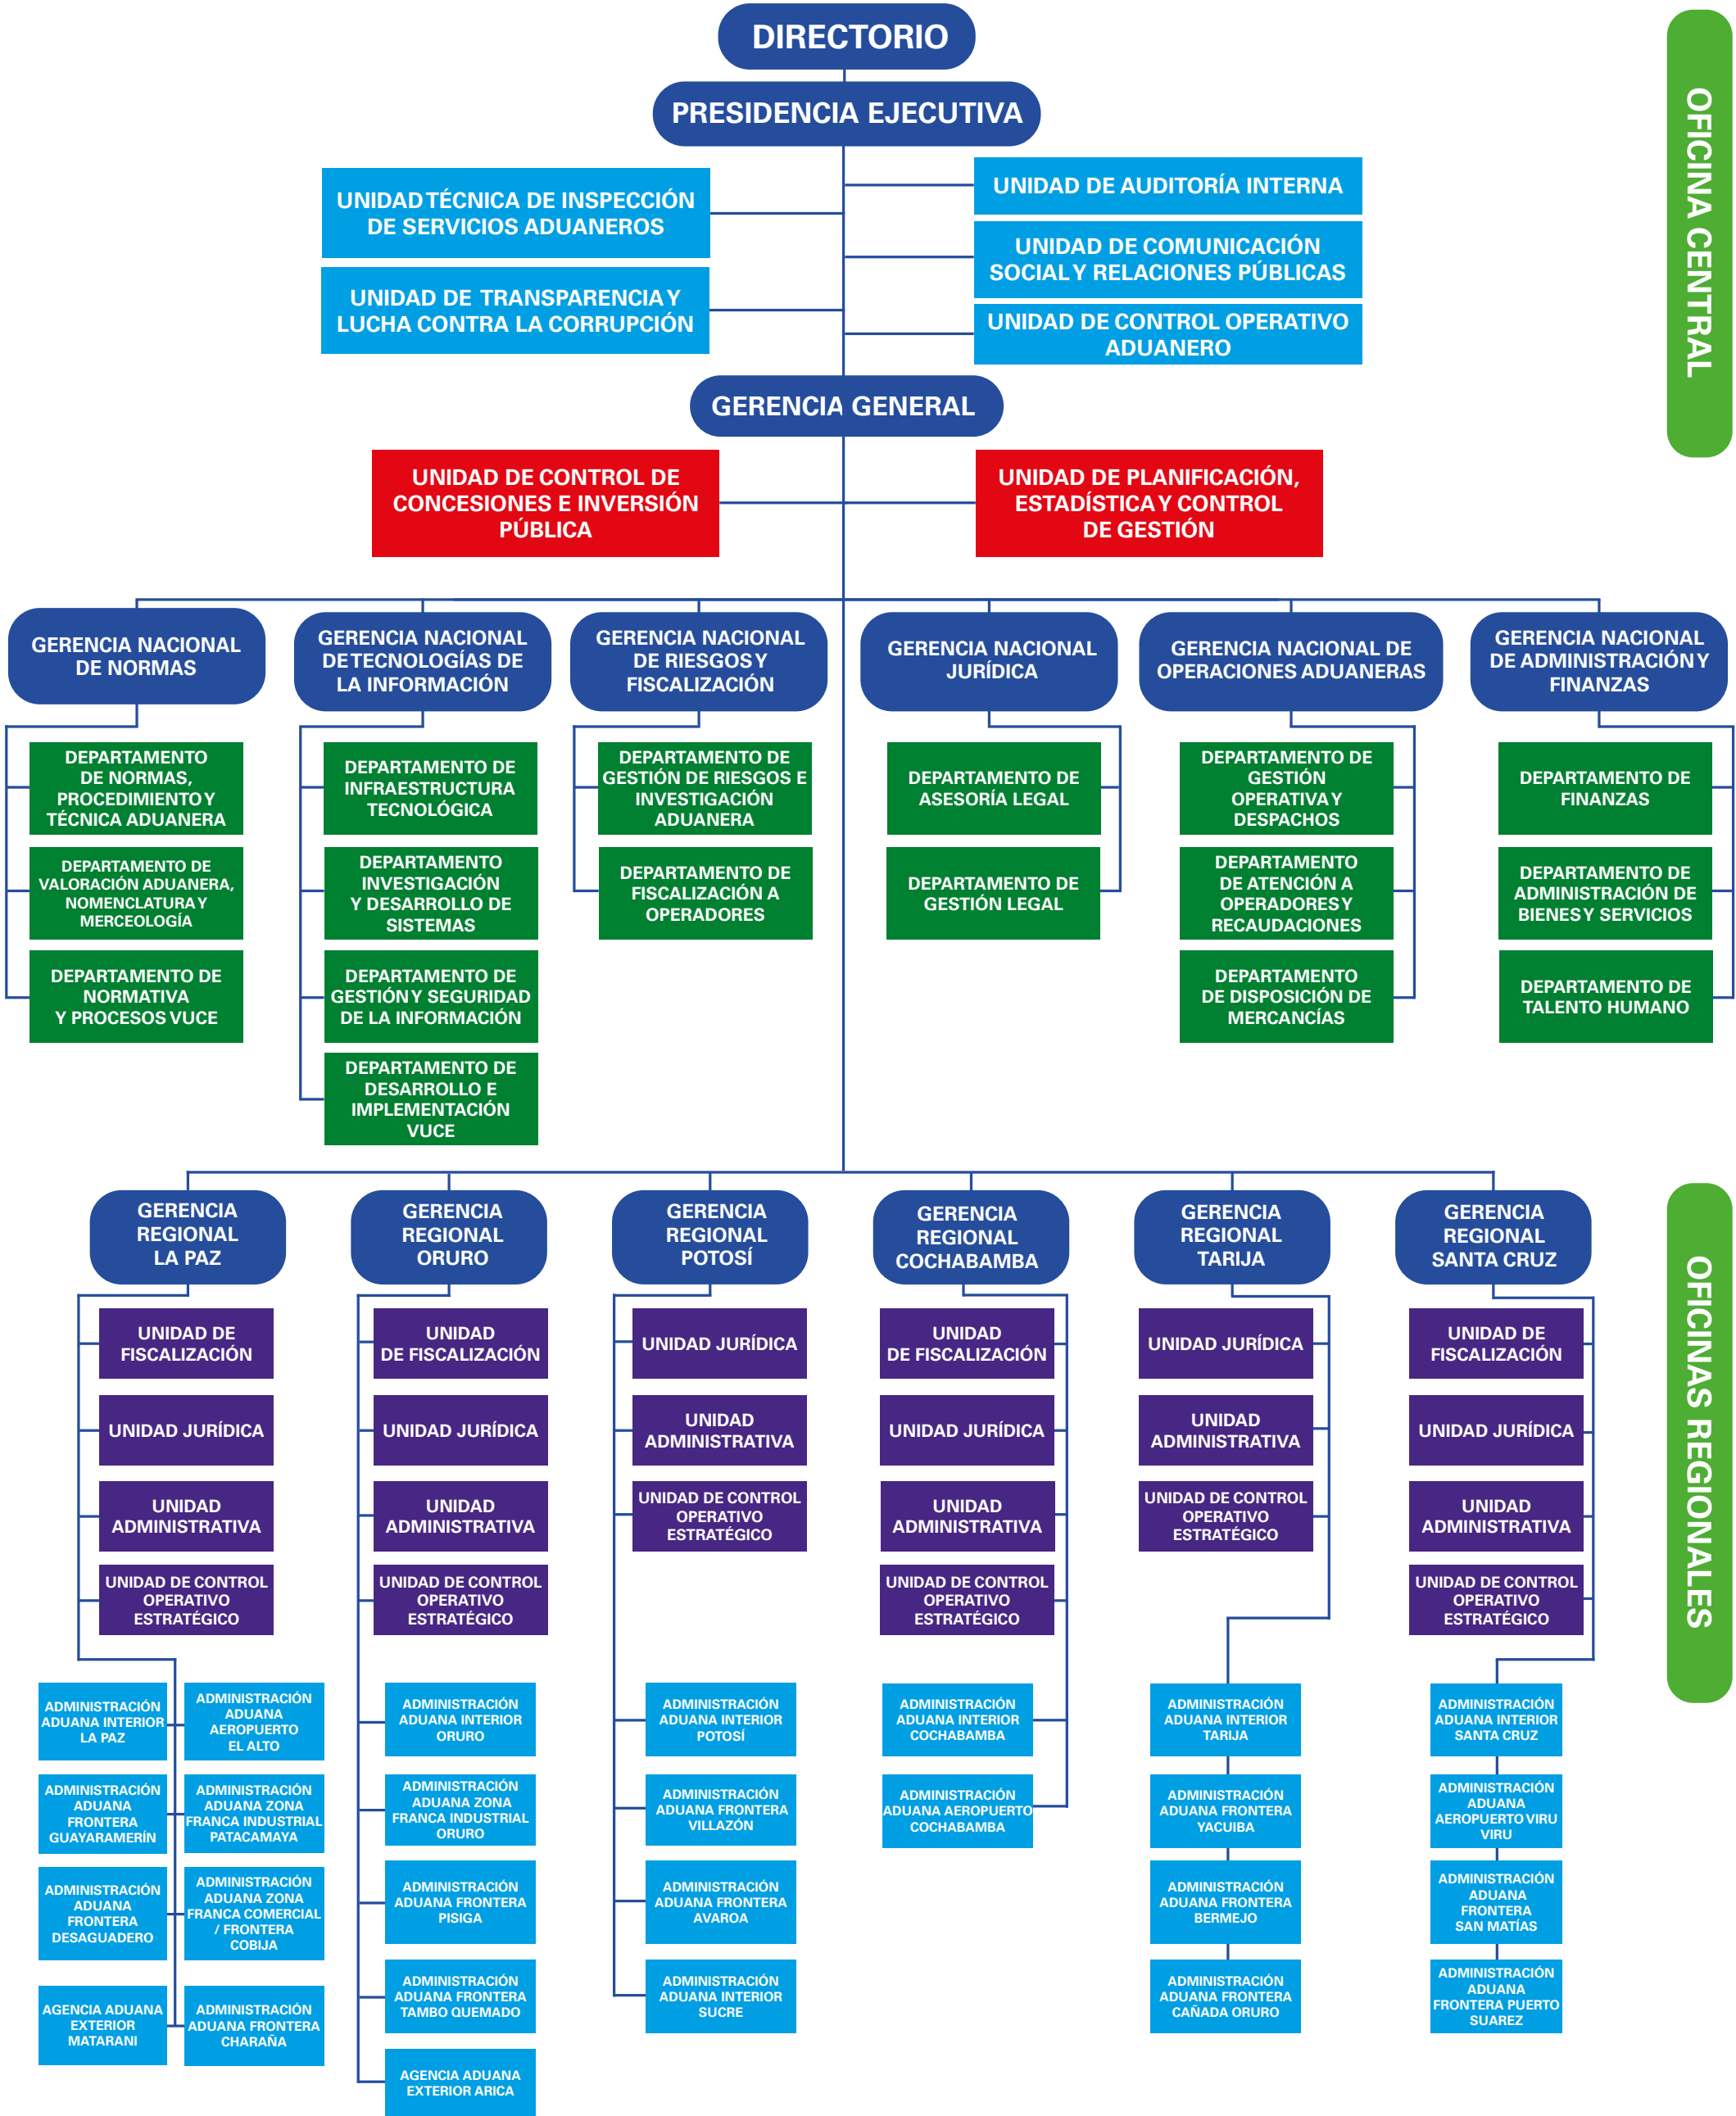 DIRECTORIO
PRESIDENCIA EJECUTIVA
UNIDAD TÉCNICA DE INSPECCIÓN
DE SERVICIOS ADUANEROS
UNIDAD DE TRANSPARENCIA Y
LUCHA CONTRA LA CORRUPCIÓN
UNIDAD DE AUDITORÍA INTERNA
UNIDAD DE COMUNICACIÓN
SOCIAL Y RELACIONES PÚBLICAS
UNIDAD DE CONTROL OPERATIVO
ADUANERO
OFICINA CENTRAL
GERENCIA GENERAL
UNIDAD DE CONTROL DE
CONCESIONES E INVERSIÓN
PÚBLICA
UNIDAD DE PLANIFICACIÓN,
ESTADÍSTICA Y CONTROL
DE GESTIÓN
GERENCIA NACIONAL
DE NORMAS
DEPARTAMENTO
DE NORMAS,
PROCEDIMIENTO Y
TÉCNICA ADUANERA
DEPARTAMENTO DE
VALORACIÓN ADUANERA,
NOMENCLATURA Y
MERCEOLOGÍA
DEPARTAMENTO DE
NORMATIVA
Y PROCESOS VUCE
GERENCIA NACIONAL
DE TECNOLOGÍAS DE
LA INFORMACIÓN
DEPARTAMENTO DE
INFRAESTRUCTURA
TECNOLÓGICA
DEPARTAMENTO
INVESTIGACIÓN
Y DESARROLLO DE
SISTEMAS
DEPARTAMENTO DE
GESTIÓN Y SEGURIDAD
DE LA INFORMACIÓN
DEPARTAMENTO DE
DESARROLLO E
IMPLEMENTACIÓN
VUCE
GERENCIA NACIONAL
DE RIESGOS Y
FISCALIZACIÓN
DEPARTAMENTO DE
GESTIÓN DE RIESGOS E
INVESTIGACIÓN
ADUANERA
DEPARTAMENTO DE
FISCALIZACIÓN A
OPERADORES
GERENCIA NACIONAL
JURÍDICA
DEPARTAMENTO DE
ASESORÍA LEGAL
DEPARTAMENTO DE
GESTIÓN LEGAL
GERENCIA NACIONAL DE
OPERACIONES ADUANERAS
DEPARTAMENTO DE
GESTIÓN
OPERATIVA Y
DESPACHOS
DEPARTAMENTO
DE ATENCIÓN A
OPERADORES Y
RECAUDACIONES
DEPARTAMENTO
DE DISPOSICIÓN DE
MERCANCÍAS
GERENCIA NACIONAL
DE ADMINISTRACIÓN Y
FINANZAS
DEPARTAMENTO DE
FINANZAS
DEPARTAMENTO DE
ADMINISTRACIÓN DE
BIENES Y SERVICIOS
DEPARTAMENTO DE
TALENTO HUMANO
OFICINAS REGIONALES
GERENCIA
REGIONAL
LA PAZ
UNIDAD DE
FISCALIZACIÓN
UNIDAD JURÍDICA
UNIDAD
ADMINISTRATIVA
UNIDAD DE CONTROL
OPERATIVO
ESTRATÉGICO
ADMINISTRACIÓN
ADUANA INTERIOR
LA PAZ
ADMINISTRACIÓN
ADUANA
FRONTERA
GUAYARAMERÍN
ADMINISTRACIÓN
ADUANA
FRONTERA
DESAGUADERO
AGENCIA ADUANA
EXTERIOR
MATARANI
ADMINISTRACIÓN
ADUANA
AEROPUERTO
EL ALTO
ADMINISTRACIÓN
ADUANA ZONA
FRANCA INDUSTRIAL
PATACAMAYA
ADMINISTRACIÓN
ADUANA ZONA
FRANCA COMERCIAL
/ FRONTERA
COBIJA
ADMINISTRACIÓN
ADUANA FRONTERA
CHARAÑA
GERENCIA
REGIONAL
ORURO
UNIDAD
DE FISCALIZACIÓN
UNIDAD JURÍDICA
UNIDAD
ADMINISTRATIVA
UNIDAD DE CONTROL
OPERATIVO
ESTRATÉGICO
ADMINISTRACIÓN
ADUANA INTERIOR
ORURO
ADMINISTRACIÓN
ADUANA ZONA
FRANCA INDUSTRIAL
ORURO
ADMINISTRACIÓN
ADUANA FRONTERA
PISIGA
ADMINISTRACIÓN
ADUANA FRONTERA
TAMBO QUEMADO
AGENCIA ADUANA
EXTERIOR ARICA
GERENCIA
REGIONAL
POTOSÍ
UNIDAD JURÍDICA
UNIDAD
ADMINISTRATIVA
UNIDAD DE CONTROL
OPERATIVO
ESTRATÉGICO
ADMINISTRACIÓN
ADUANA INTERIOR
POTOSÍ
ADMINISTRACIÓN
ADUANA FRONTERA
VILLAZÓN
ADMINISTRACIÓN
ADUANA FRONTERA
AVAROA
ADMINISTRACIÓN
ADUANA INTERIOR
SUCRE
GERENCIA
REGIONAL
COCHABAMBA
UNIDAD
DE FISCALIZACIÓN
UNIDAD JURÍDICA
UNIDAD
ADMINISTRATIVA
UNIDAD DE CONTROL
OPERATIVO
ESTRATÉGICO
ADMINISTRACIÓN
ADUANA INTERIOR
COCHABAMBA
ADMINISTRACIÓN
ADUANA AEROPUERTO
COCHABAMBA
GERENCIA
REGIONAL
TARIJA
UNIDAD JURÍDICA
UNIDAD
ADMINISTRATIVA
UNIDAD DE CONTROL
OPERATIVO
ESTRATÉGICO
ADMINISTRACIÓN
ADUANA INTERIOR
TARIJA
ADMINISTRACIÓN
ADUANA FRONTERA
YACUIBA
ADMINISTRACIÓN
ADUANA FRONTERA
BERMEJO
ADMINISTRACIÓN
ADUANA FRONTERA
CAÑADA ORURO
GERENCIA
REGIONAL
SANTA CRUZ
UNIDAD DE
FISCALIZACIÓN
UNIDAD JURÍDICA
UNIDAD
ADMINISTRATIVA
UNIDAD DE CONTROL
OPERATIVO
ESTRATÉGICO
ADMINISTRACIÓN
ADUANA INTERIOR
SANTA CRUZ
ADMINISTRACIÓN
ADUANA
AEROPUERTO VIRU
VIRU
ADMINISTRACIÓN
ADUANA
FRONTERA
SAN MATÍAS
ADMINISTRACIÓN
ADUANA
FRONTERA PUERTO
SUAREZ